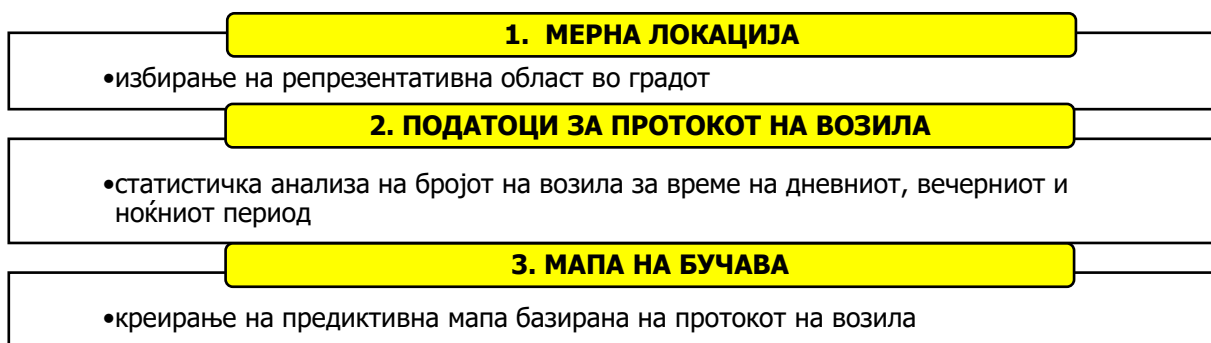 1. МЕРНА ЛОКАЦИЈА
•избирање на репрезентативна област во градот
2. ПОДАТОЦИ ЗА ПРОТОКОТ НА ВОЗИЛА
•статистичка анализа на бројот на возила за време на дневниот, вечерниот и
ноќниот период
3. МАПА НА БУЧАВА
•креирање на предиктивна мапа базирана на протокот на возила